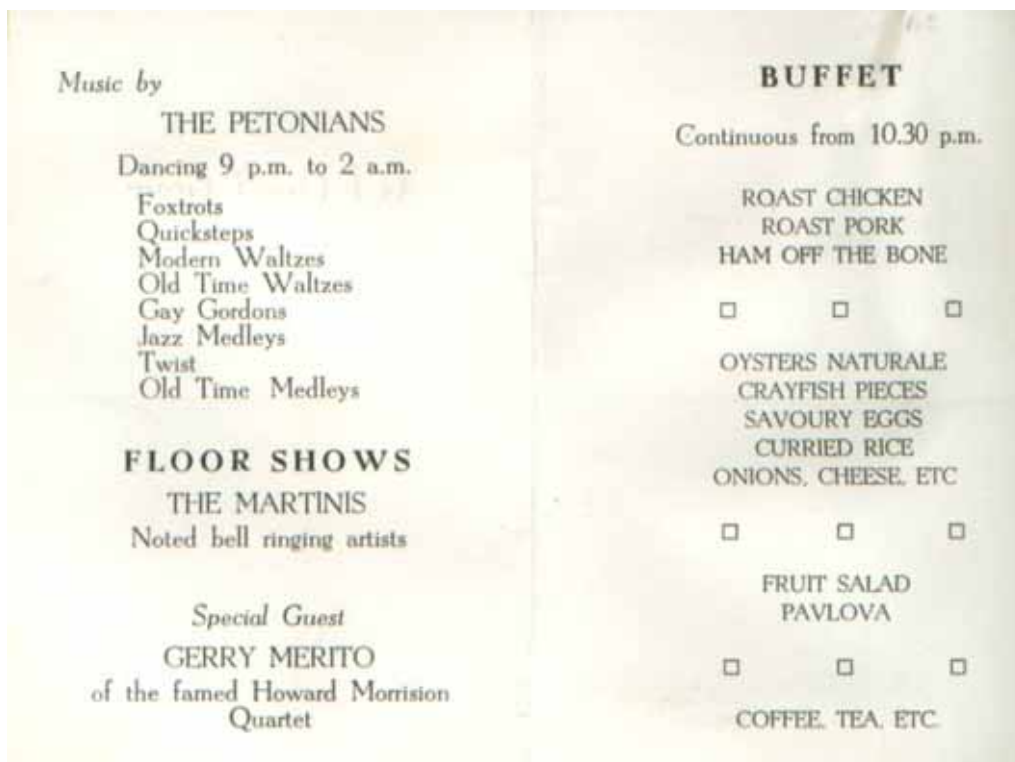 Music by
THE PETONIANS
Dancing 9 p.m. to 2 a.m.
Foxtrots
Quicksteps
Modern Waltzes
Old Time Waltzes
Gay Gordons
Jazz Medleys
Twist
Old Time Medleys
FLOOR SHOWS
THE MARTINIS
Noted bell ringing artists
Special Guest
GERRY MERITO
of the famed Howard Morrision
Quartet
BUFFET
Continuous from 10.30 p.m.
ROAST CHICKEN
ROAST PORK
HAM OFF THE BONE
OYSTERS NATURALE
CRAYFISH PIECES
SAVOURY EGGS
CURRIED RICE
ONIONS, CHEESE, ETC
FRUIT SALAD
PAVLOVA
COFFEE, TEA, ETC.